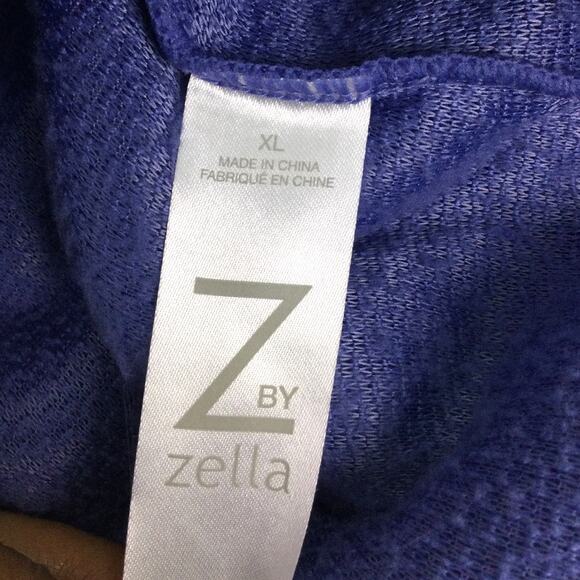 XL
MADE IN CHINA
FABRIQUÉ EN CHINE
Z BY
zella